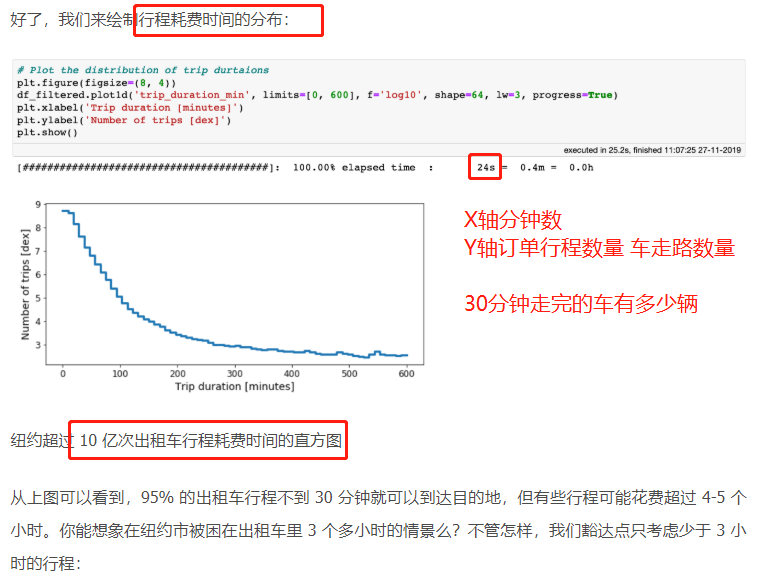 好了，我们来绘制行程耗费时间的分布：
# Plot the distribution of trip durtaions
plt.figure(figsize=(8, 4))
df_filtered.plot1d('trip_duration_min', limits=[0, 600], f='log10', shape=64, lw=3, progress=True)
plt.xlabel('Trip duration [minutes]')
plt.ylabel('Number of trips [dex]')
plt.show()
executed in 25.2s, finished 11:07:25 27-11-2019
[########################################]: 100.00% elapsed time : 24s = 0.4m = 0.0h
9
8
7
6
5
4
3
Number of trips [dex]
0 100 200 300 400 500 600
Trip duration [minutes]
X轴分钟数
Y轴订单行程数量 车走路数量
30分钟走完的车有多少辆
纽约超过 10 亿次出租车行程耗费时间的直方图
从上图可以看到，95% 的出租车行程不到 30 分钟就可以到达目的地，但有些行程可能花费超过 4-5 个
小时。你能想象在纽约市被困在出租车里 3 个多小时的情景么？不管怎样，我们豁达点只考虑少于 3 小
时的行程：